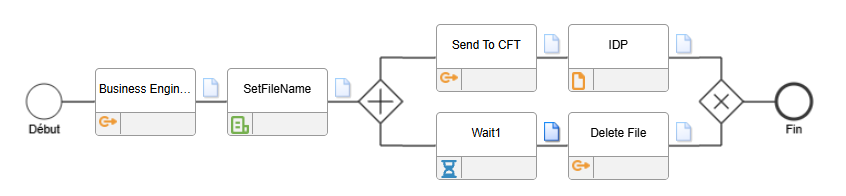 Send To CFT
IDP
Business Engin...
SetFileName
Début
Wait1
Delete File
Fin